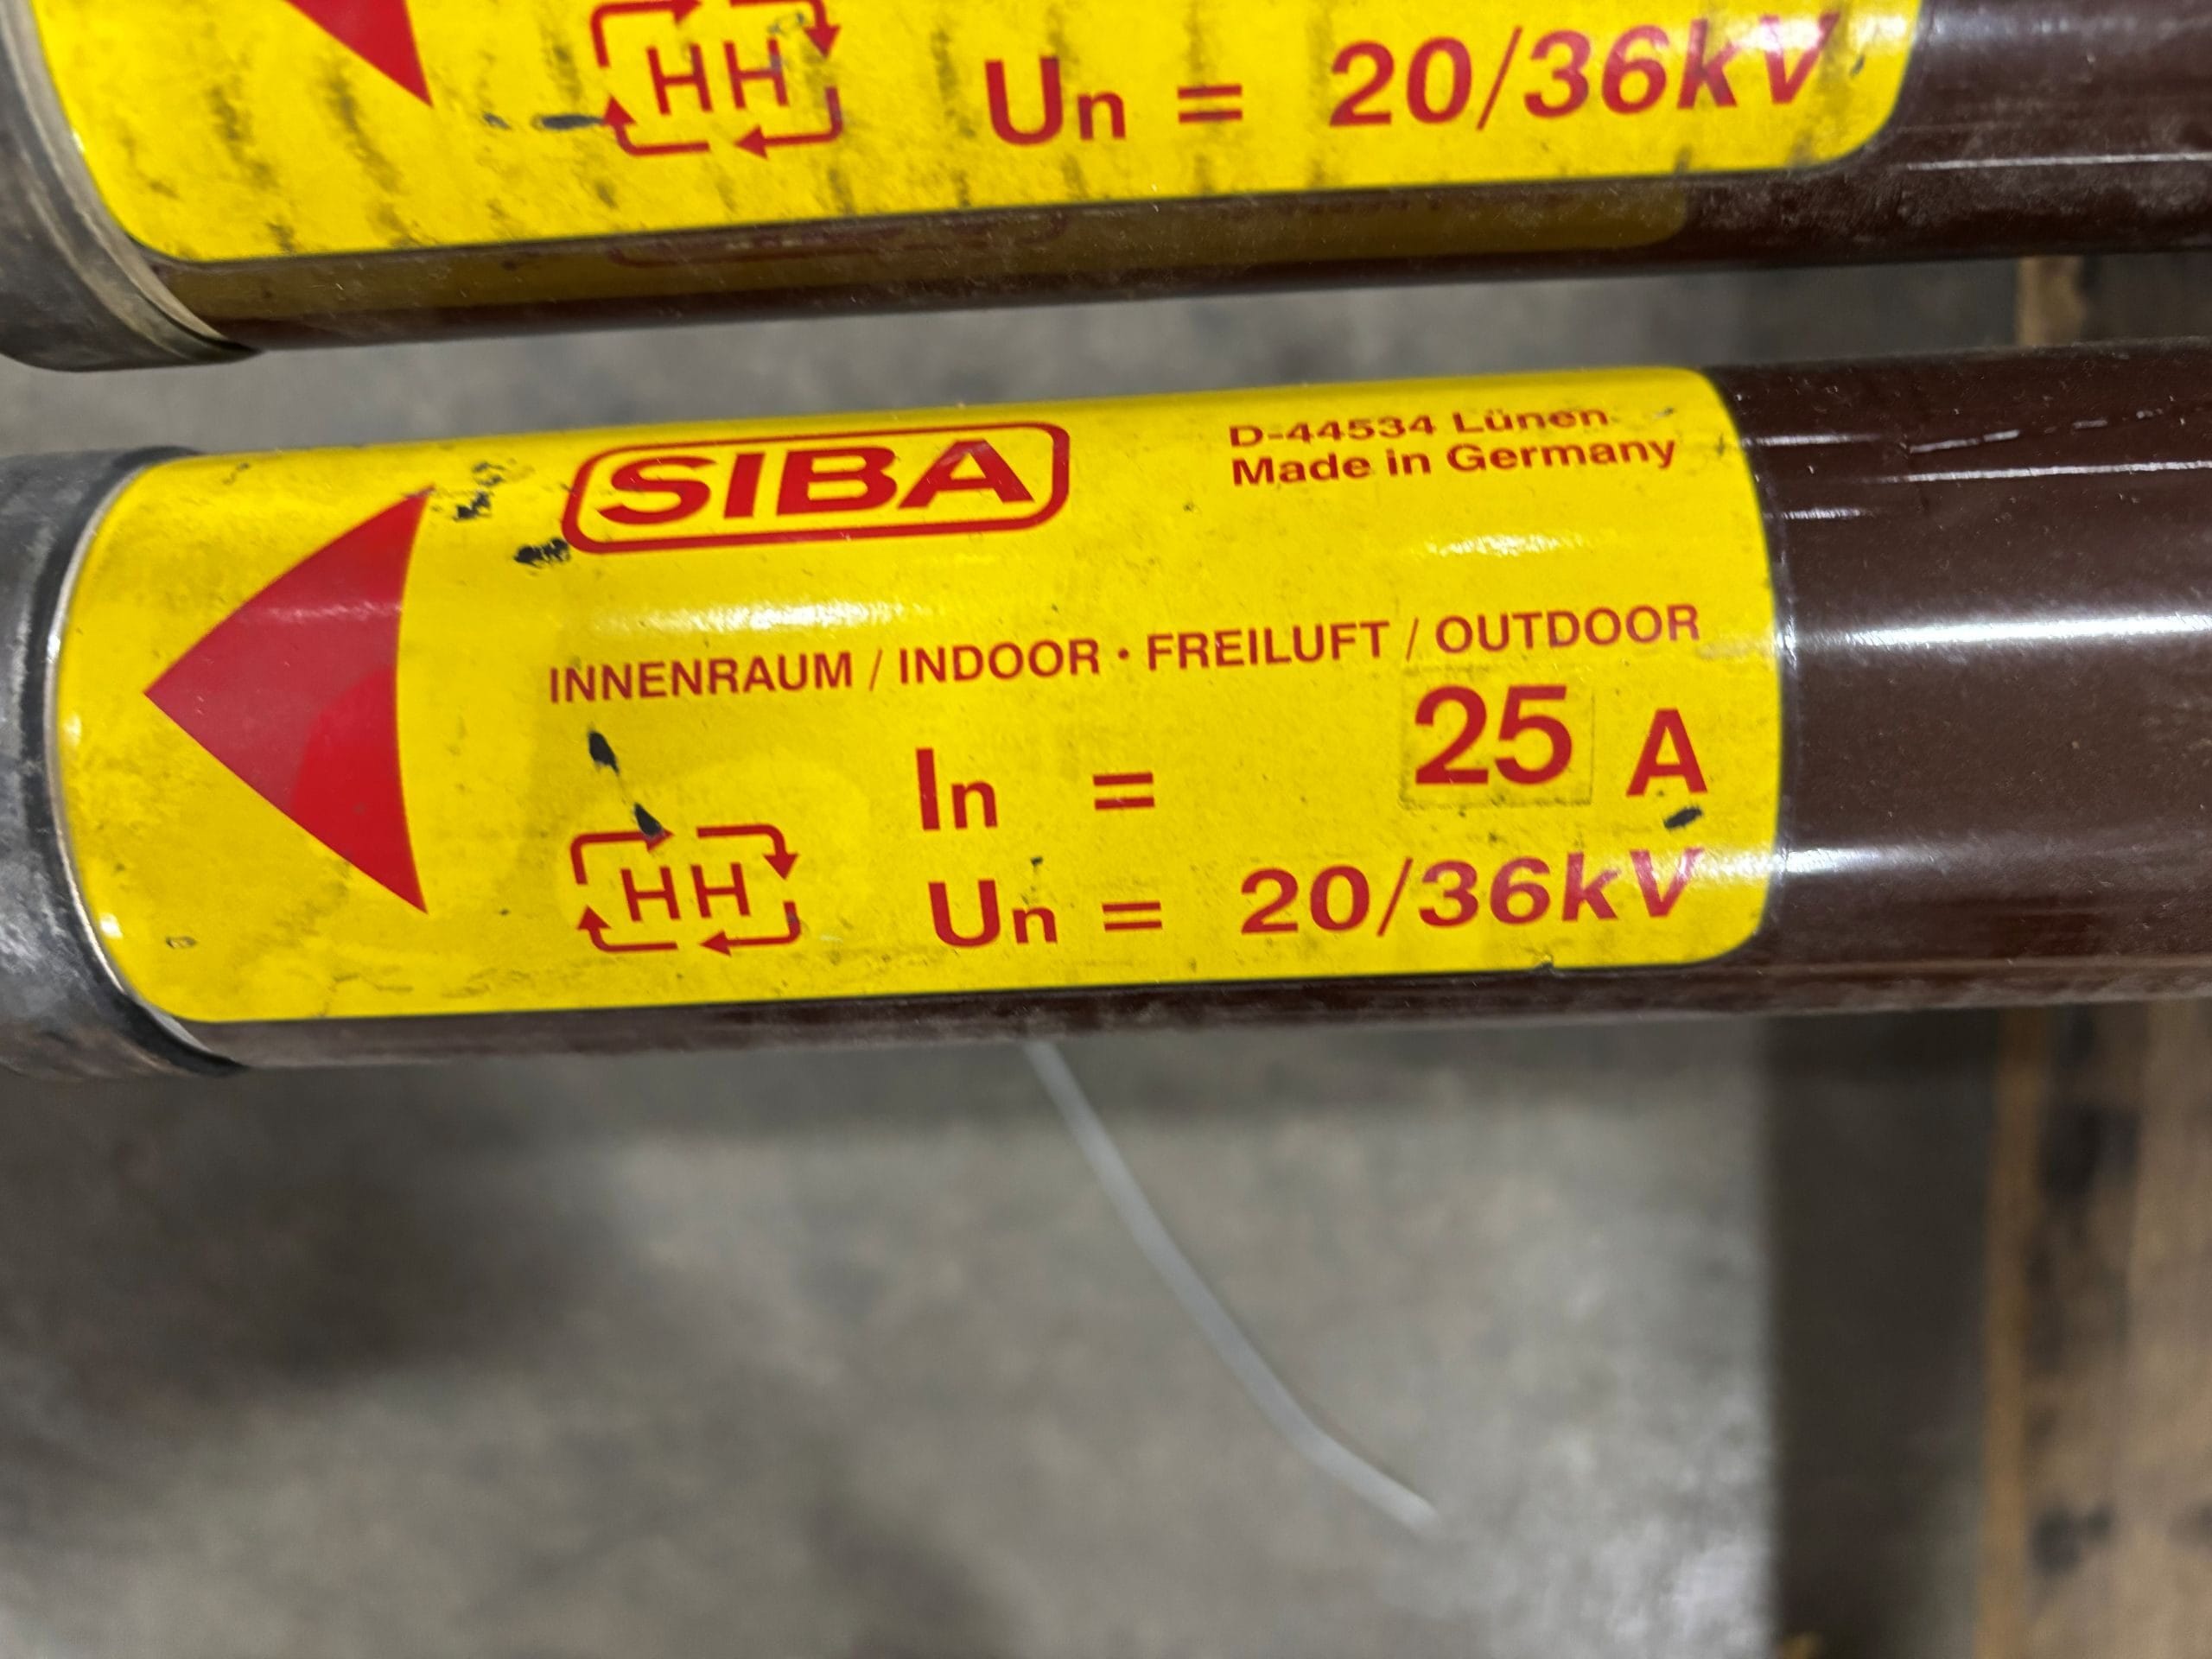 HH
Un = 20/36kV
SIBA
D-44534 Lünen
Made in Germany
INNENRAUM / INDOOR · FREILUFT / OUTDOOR
In = 25 A
HH
Un = 20/36kV